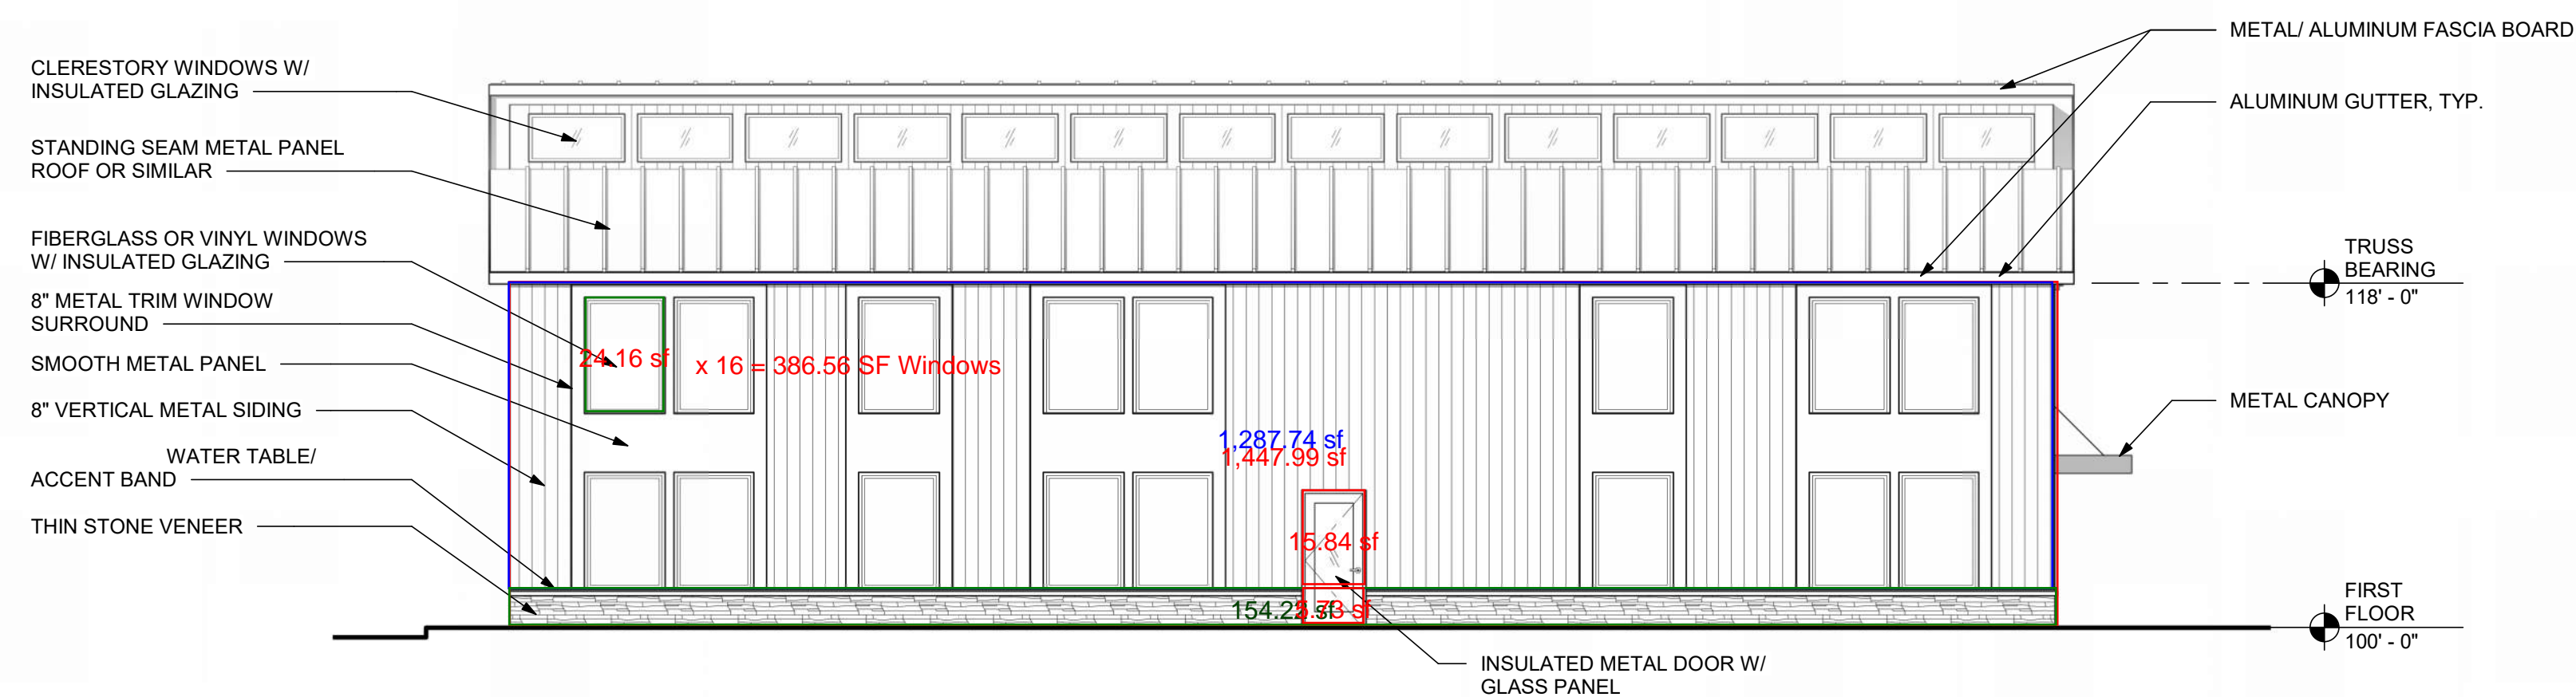 CLERESTORY WINDOWS W/
INSULATED GLAZING
STANDING SEAM METAL PANEL
ROOF OR SIMILAR
FIBERGLASS OR VINYL WINDOWS
W/ INSULATED GLAZING
8" METAL TRIM WINDOW
SURROUND
SMOOTH METAL PANEL
8" VERTICAL METAL SIDING
WATER TABLE/
ACCENT BAND
THIN STONE VENEER
24.16 sf
x 16 = 386.56 SF Windows
1,287.74 sf
1,447.99 sf
15.84 sf
METAL/ ALUMINUM FASCIA BOARD
ALUMINUM GUTTER, TYP.
TRUSS
BEARING
118' - 0"
METAL CANOPY
FIRST
FLOOR
100' - 0"
INSULATED METAL DOOR W/
GLASS PANEL